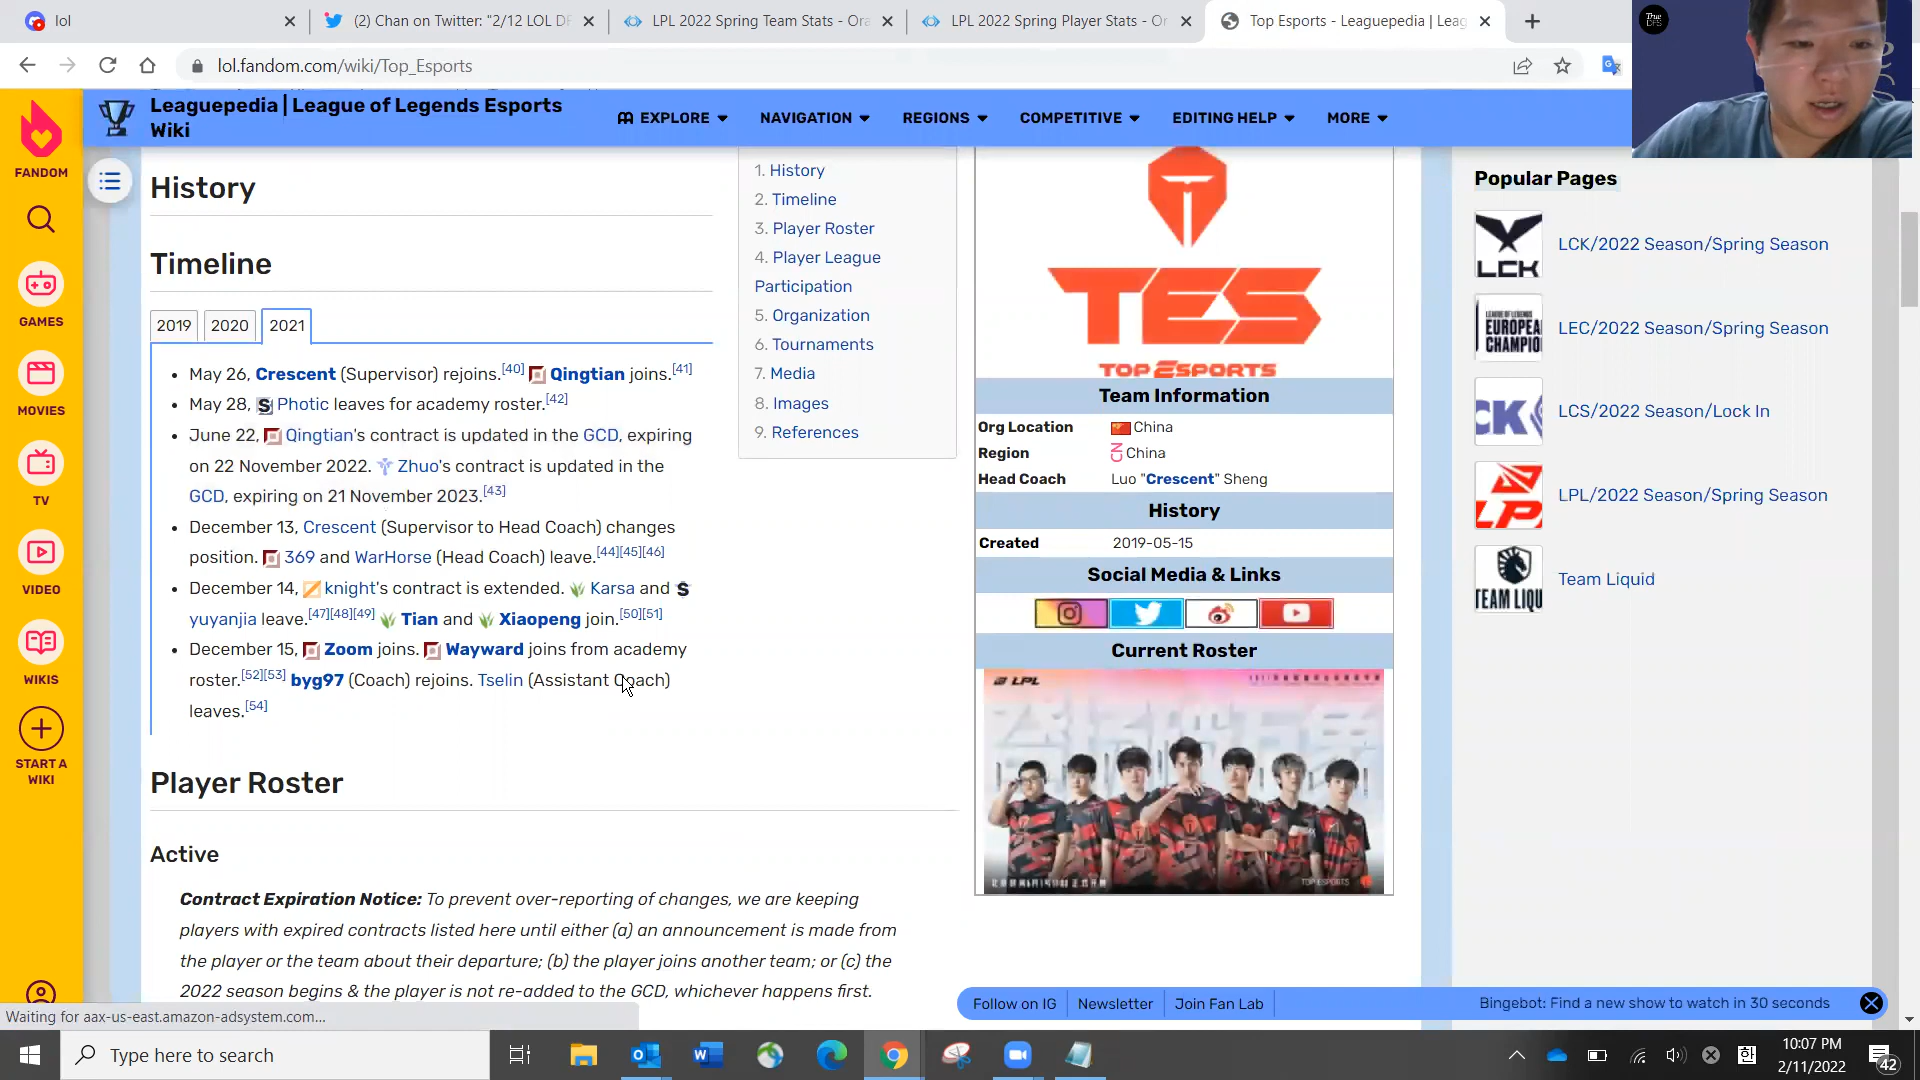 lol
(2) Chan on Twitter: "2/12 LOL DF
LPL 2022 Spring Team Stats - Ora
LPL 2022 Spring Player Stats - Or
Top Esports - Leaguepedia | Leag
lol.fandom.com/wiki/Top_Esports
True
DFS
FANDOM
GAMES
MOVIES
TV
VIDEO
WIKIS
START A
WIKI
Leaguepedia | League of Legends Esports
Wiki
EXPLORE
NAVIGATION
REGIONS
COMPETITIVE
EDITING HELP
MORE
History
Timeline
2019
2020
2021
May 26, Crescent (Supervisor) rejoins.[40] Qingtian joins.[41]
May 28, Photic leaves for academy roster.[42]
June 22, Qingtian's contract is updated in the GCD, expiring
on 22 November 2022. Zhuo's contract is updated in the
GCD, expiring on 21 November 2023.[43]
December 13, Crescent (Supervisor to Head Coach) changes
position. 369 and WarHorse (Head Coach) leave.[44][45][46]
December 14, knight's contract is extended. Karsa and
yuyanjia leave.[47][48][49] Tian and Xiaopeng join.[50][51]
December 15, Zoom joins. Wayward joins from academy
roster.[52][53] byg97 (Coach) rejoins. Tselin (Assistant Coach)
leaves.[54]
Player Roster
Active
Contract Expiration Notice: To prevent over-reporting of changes, we are keeping
players with expired contracts listed here until either (a) an announcement is made from
the player or the team about their departure; (b) the player joins another team; or (c) the
2022 season begins & the player is not re-added to the GCD, whichever happens first.
1. History
2. Timeline
3. Player Roster
4. Player League
Participation
5. Organization
6. Tournaments
7. Media
8. Images
9. References
TES
TOP ESPORTS
Team Information
Org Location China
Region CN China
Head Coach Luo "Crescent" Sheng
History
Created 2019-05-15
Social Media & Links
Current Roster
LPL
TOP ESPORTS
Popular Pages
LCK
LCK/2022 Season/Spring Season
EUROPEA
CHAMPIO
LEC/2022 Season/Spring Season
LCS/2022 Season/Lock In
LPL/2022 Season/Spring Season
TEAM LIQU
Team Liquid
Follow on IG
Newsletter
Join Fan Lab
Bingebot: Find a new show to watch in 30 seconds
Waiting for aax-us-east.amazon-adsystem.com...
Type here to search
한
10:07 PM
2/11/2022
42